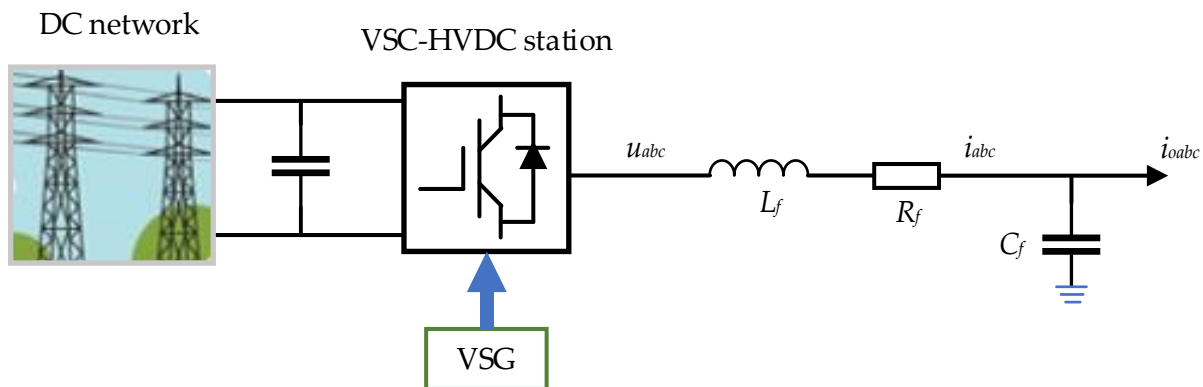 DC network
VSC-HVDC station
uabc
iabc
ioabc
Lf
Rf
Cf
VSG